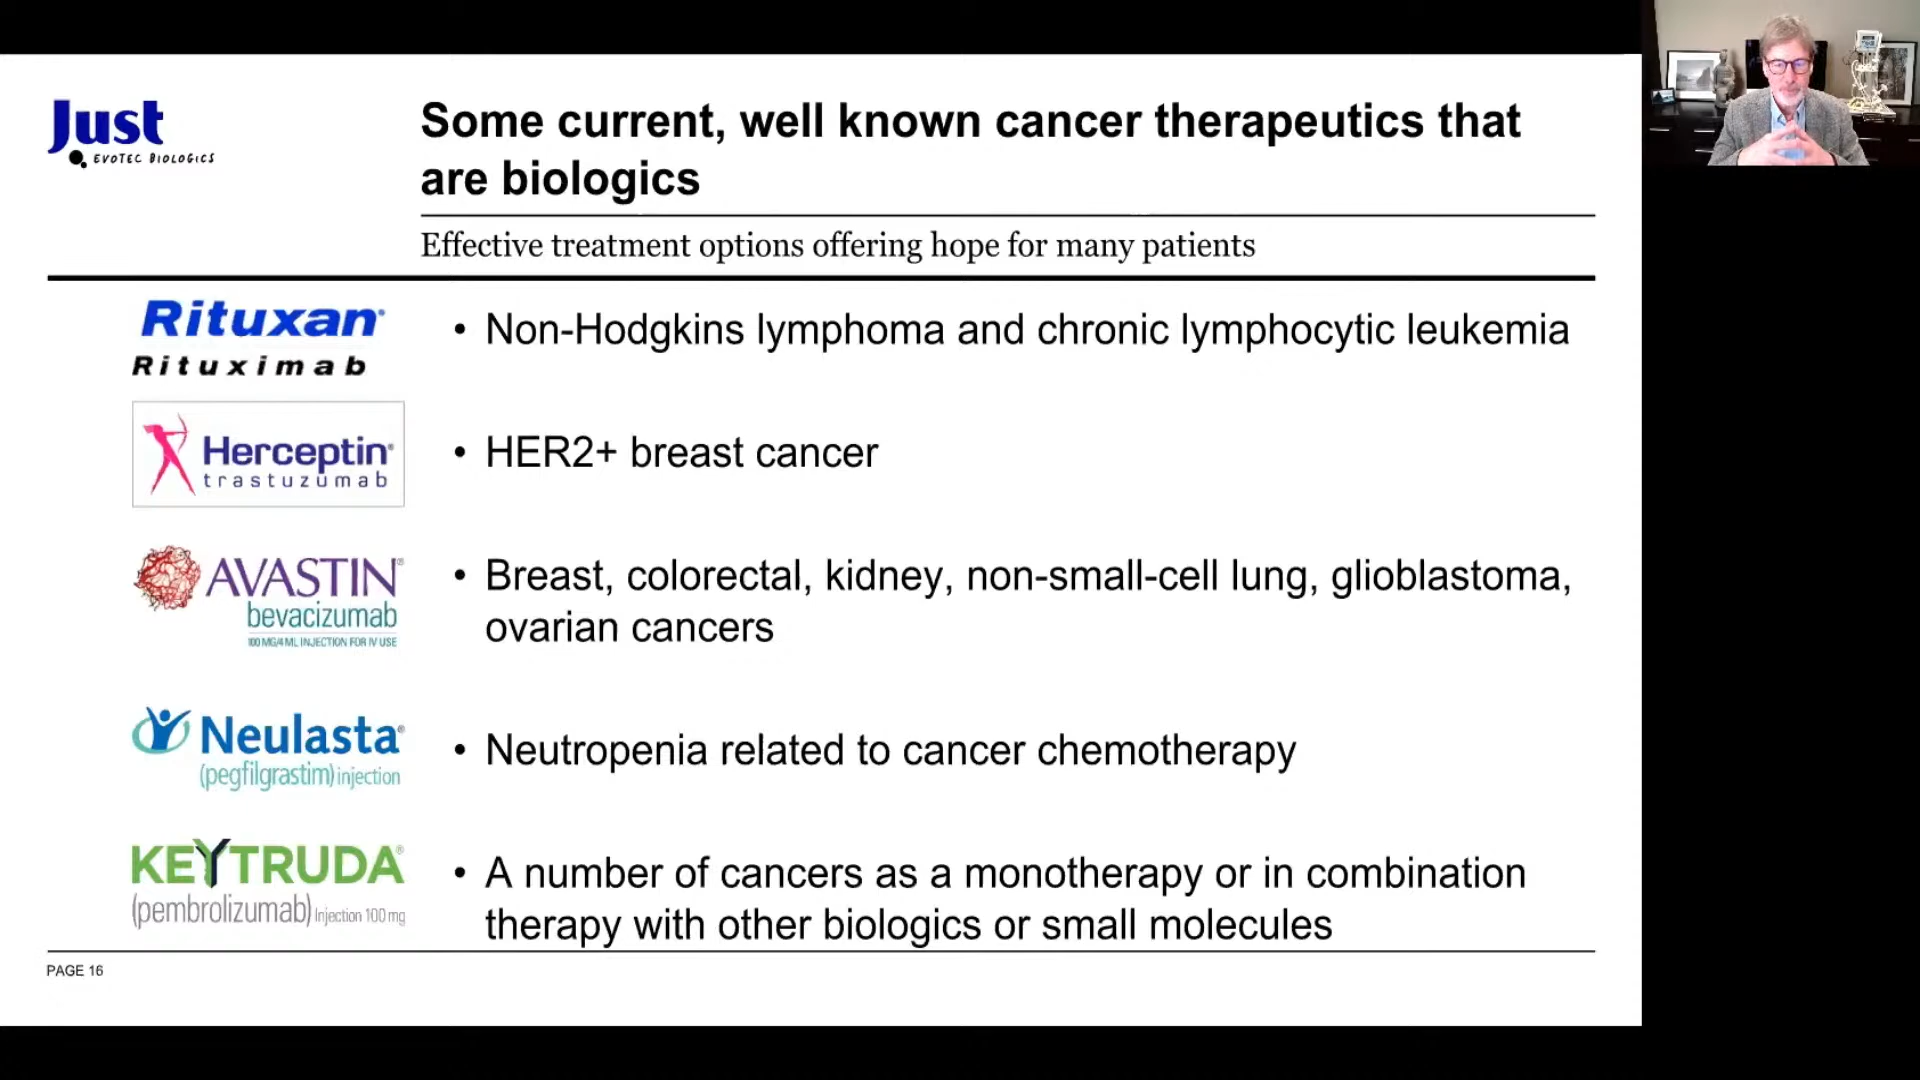 Just
EVOTEC BIOLOGICS
Some current, well known cancer therapeutics that
are biologics
Effective treatment options offering hope for many patients
Rituxan®
Rituximab
• Non-Hodgkins lymphoma and chronic lymphocytic leukemia
Herceptin®
trastuzumab
• HER2+ breast cancer
AVASTIN®
bevacizumab
100 MG/4 ML INJECTION FOR IV USE
• Breast, colorectal, kidney, non-small-cell lung, glioblastoma,
ovarian cancers
Neulasta®
(pegfilgrastim) injection
• Neutropenia related to cancer chemotherapy
KEYTRUDA®
(pembrolizumab) Injection 100 mg
• A number of cancers as a monotherapy or in combination
therapy with other biologics or small molecules
PAGE 16